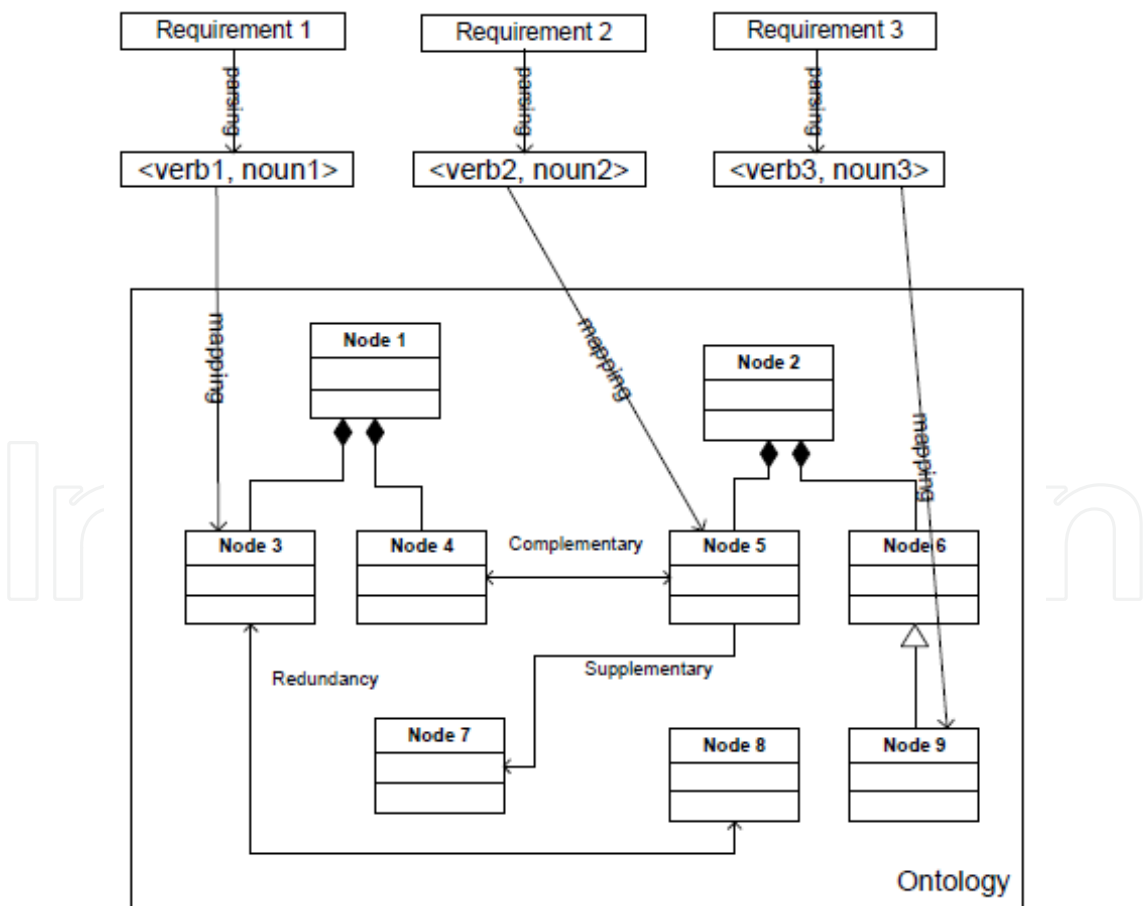 Requirement 1
Requirement 2
Requirement 3
parsing
parsing
parsing
<verb1, noun1>
<verb2, noun2>
<verb3, noun3>
mapping
mapping
mapping
Node 1
Node 2
Node 3
Node 4
Complementary
Node 5
Node 6
Redundancy
Supplementary
Node 7
Node 8
Node 9
Ontology